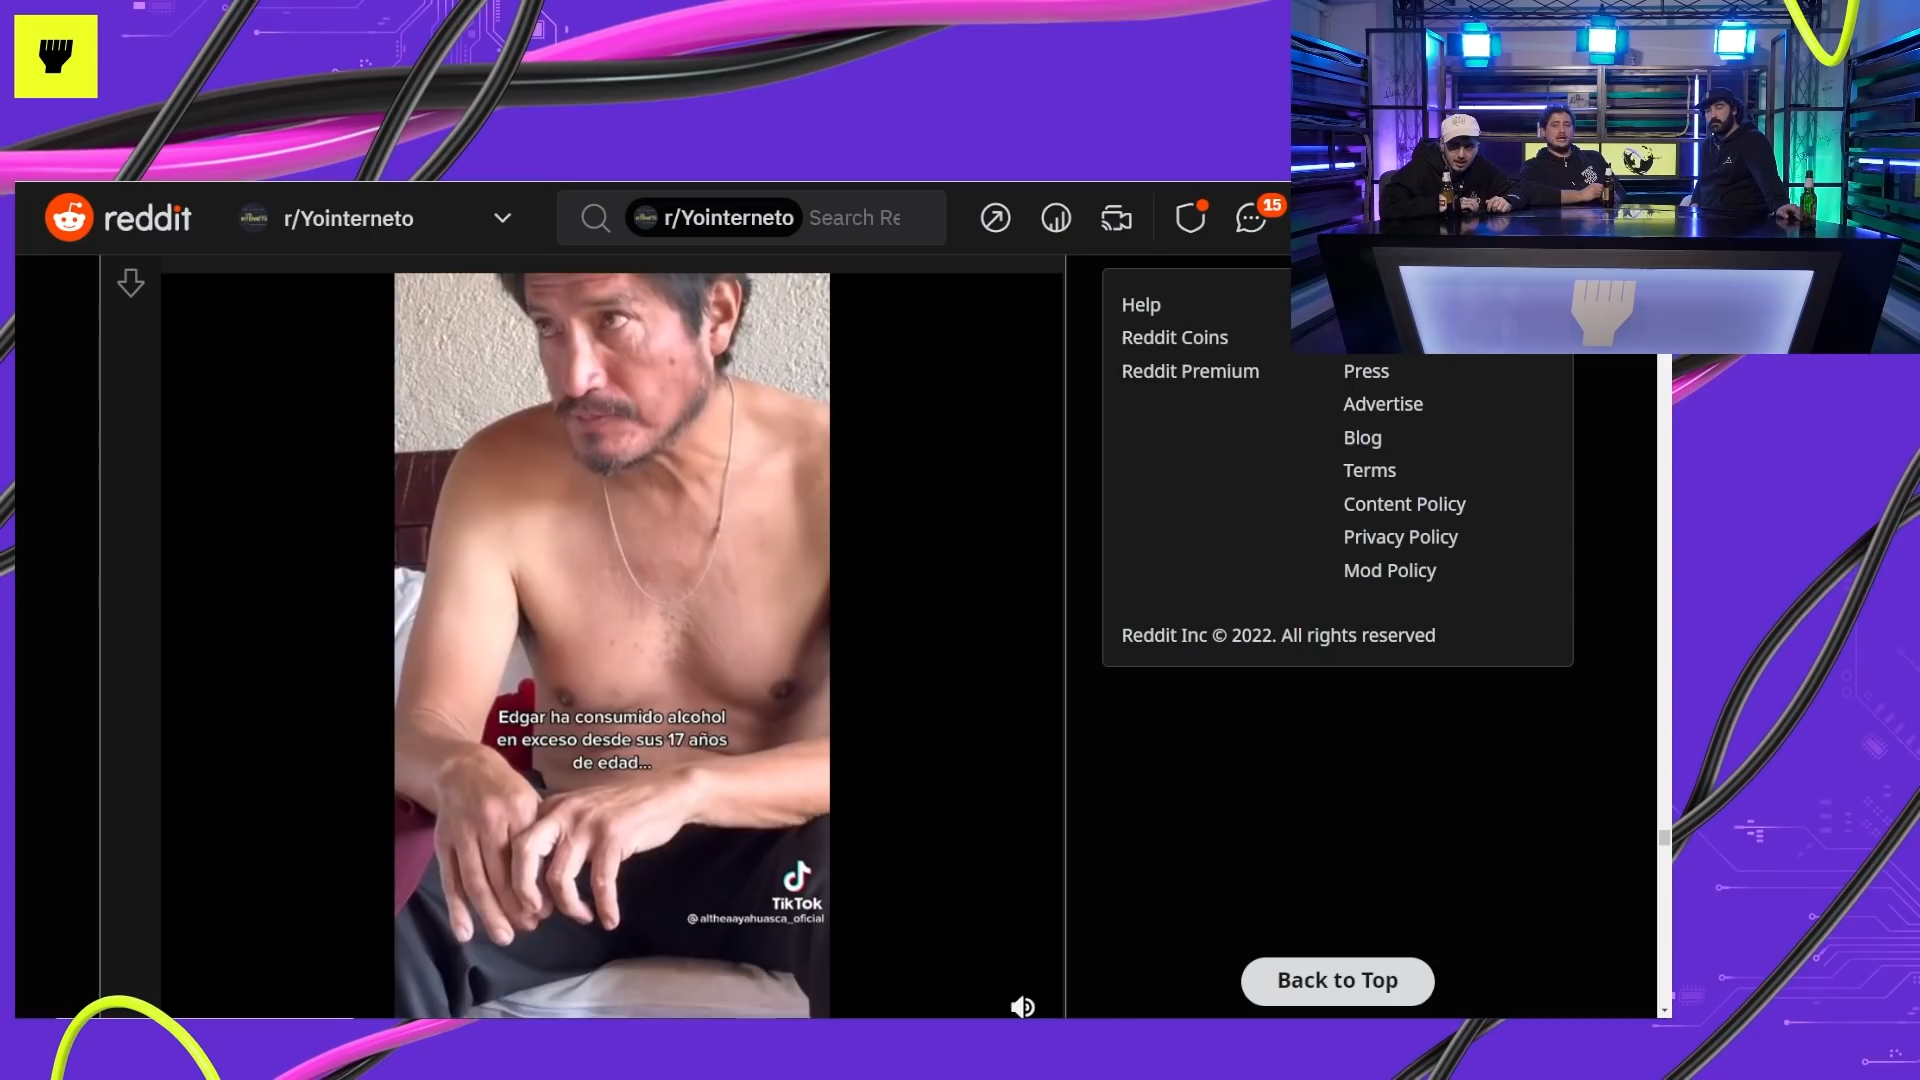 reddit
r/Yointerneto
r/Yointerneto
Search Re
15
Help
Reddit Coins
Reddit Premium
Press
Advertise
Blog
Terms
Content Policy
Privacy Policy
Mod Policy
Reddit Inc © 2022. All rights reserved
Edgar ha consumido alcohol
en exceso desde sus 17 años
de edad...
TikTok
@altheaayahuasca_oficial
Back to Top